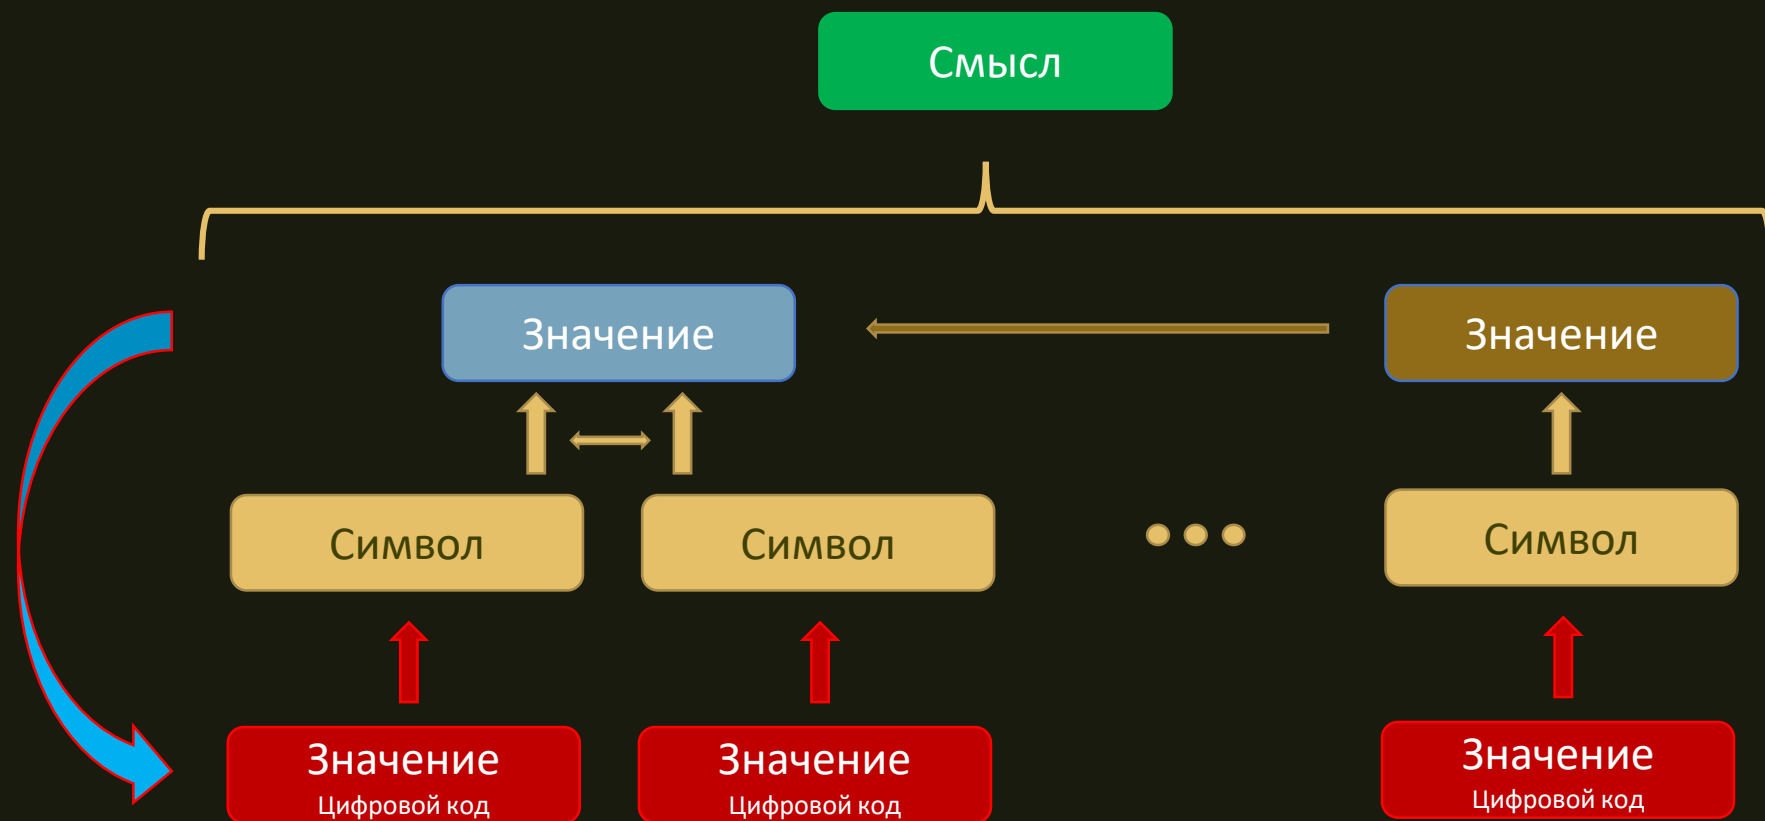 Смысл
Значение
Значение
Символ
Символ
Символ
Значение
Цифровой код
Значение
Цифровой код
Значение
Цифровой код